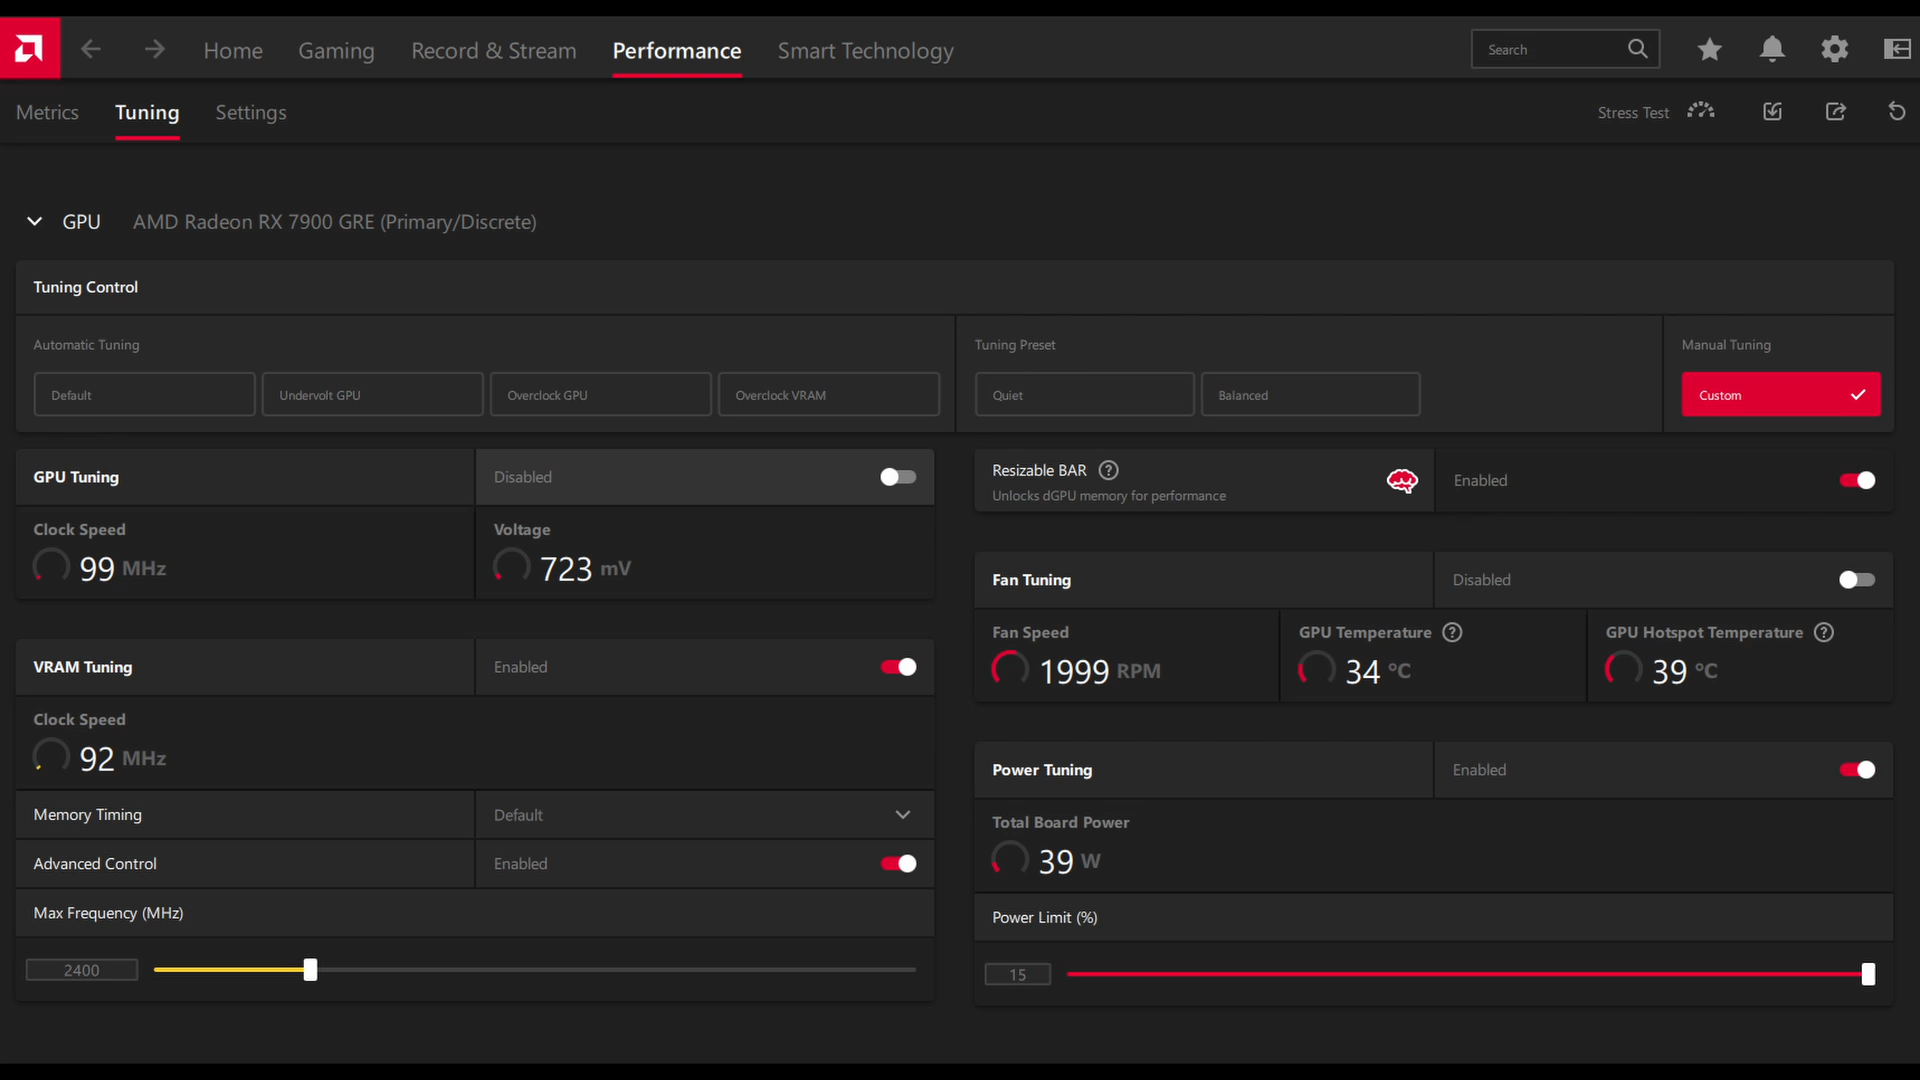 Home Gaming Record & Stream Performance Smart Technology Search
Metrics Tuning Settings Stress Test
GPU AMD Radeon RX 7900 GRE (Primary/Discrete)
Tuning Control
Automatic Tuning
Default Undervolt GPU Overclock GPU Overclock VRAM
Tuning Preset
Quiet Balanced
Manual Tuning
Custom
GPU Tuning Disabled
Clock Speed
99 MHz
Voltage
723 mV
VRAM Tuning Enabled
Clock Speed
92 MHz
Memory Timing Default
Advanced Control Enabled
Max Frequency (MHz)
2400
Resizable BAR ?
Unlocks dGPU memory for performance
Enabled
Fan Tuning Disabled
Fan Speed
1999 RPM
GPU Temperature ?
34 °C
GPU Hotspot Temperature ?
39 °C
Power Tuning Enabled
Total Board Power
39 W
Power Limit (%)
15